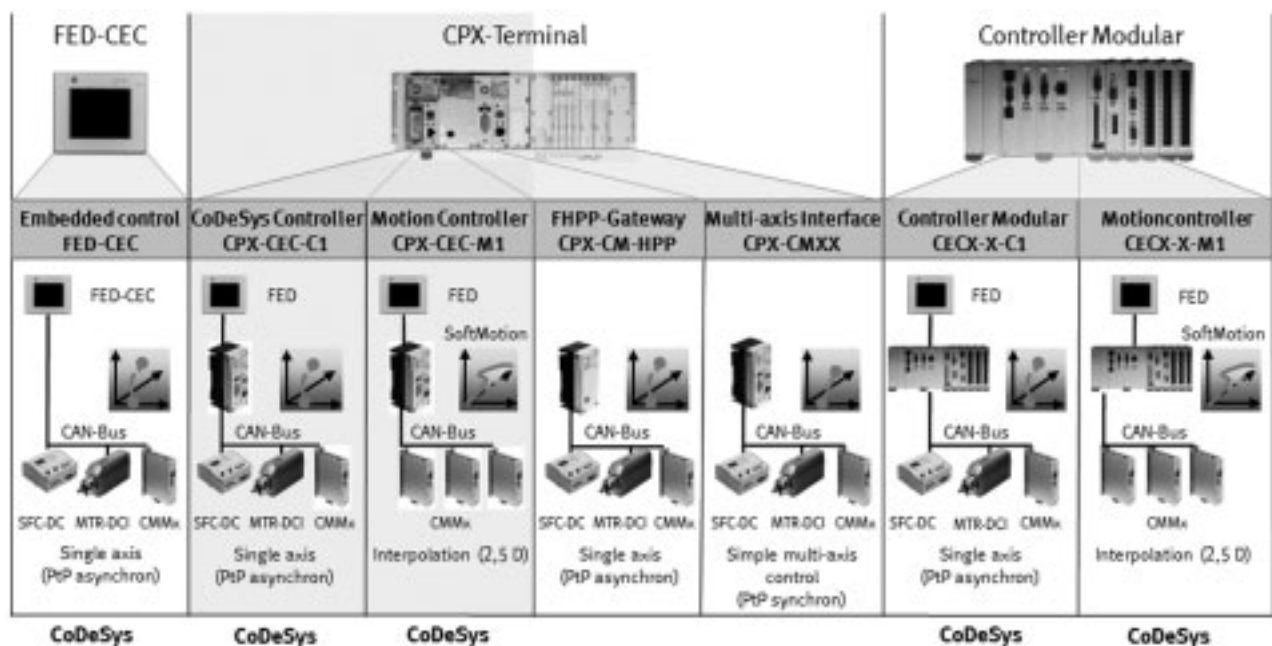 FED-CEC
CPX-Terminal
Controller Modular
Embedded control
FED-CEC
CoDeSys Controller
CPX-CEC-C1
Motion Controller
CPX-CEC-M1
FHPP-Gateway
CPX-CM-HPP
Multi-axis Interface
CPX-CMXX
Controller Modular
CECX-X-C1
Motioncontroller
CECX-X-M1
FED-CEC
CAN-Bus
SFC-DC MTR-DCI CMMx
Single axis
(PtP asynchron)
CoDeSys
FED
CAN-Bus
SFC-DC MTR-DCI CMMx
Single axis
(PtP asynchron)
CoDeSys
FED
SoftMotion
CAN-Bus
CMMx
Interpolation (2,5 D)
CoDeSys
CAN-Bus
SFC-DC MTR-DCI CMMx
Single axis
(PtP asynchron)
CAN-Bus
SFC-DC MTR-DCI CMMx
Simple multi-axis
control
(PtP synchron)
FED
CAN-Bus
SFC-DC MTR-DCI CMMx
Single axis
(PtP asynchron)
CoDeSys
FED
SoftMotion
CAN-Bus
CMMx
Interpolation (2,5 D)
CoDeSys